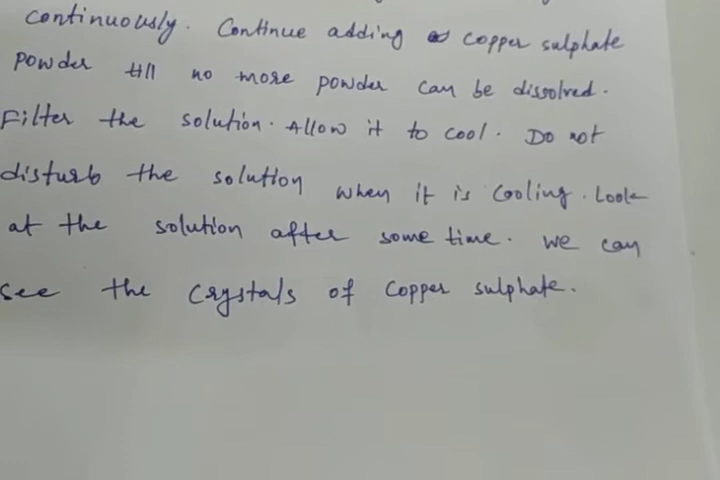 continuously. Continue adding copper sulphate
powder till no more powder can be dissolved.
Filter the solution. Allow it to cool. Do not
disturb the solution when it is cooling. Look
at the solution after some time. we can
see the crystals of copper sulphate.